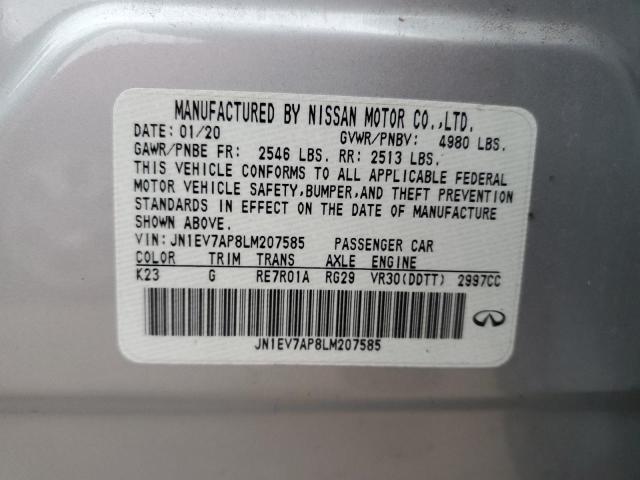 MANUFACTURED BY NISSAN MOTOR CO.,LTD.
DATE: 01/20 GVWR/PNBV: 4980 LBS.
GAWR/PNBE FR: 2546 LBS. RR: 2513 LBS.
THIS VEHICLE CONFORMS TO ALL APPLICABLE FEDERAL
MOTOR VEHICLE SAFETY,BUMPER,AND THEFT PREVENTION
STANDARDS IN EFFECT ON THE DATE OF MANUFACTURE
SHOWN ABOVE.
VIN: JN1EV7AP8LM207585 PASSENGER CAR
COLOR TRIM TRANS AXLE ENGINE
K23 G RE7R01A RG29 VR30(DDTT) 2997CC
JN1EV7AP8LM207585